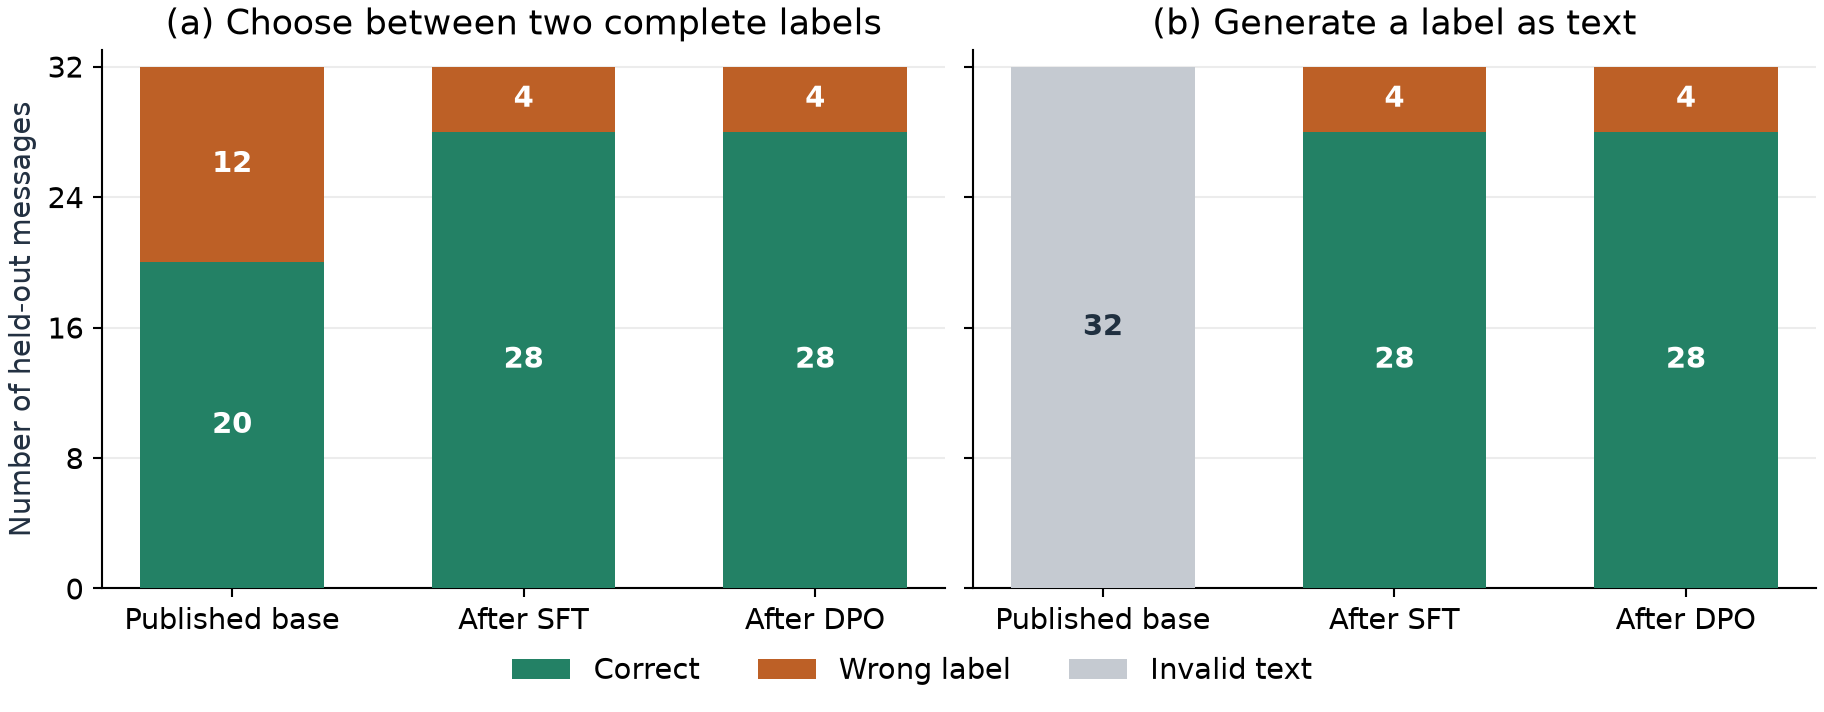 (a) Choose between two complete labels
(b) Generate a label as text
Number of held-out messages
32
24
16
8
0
12
20
4
28
4
28
32
4
28
4
28
Published base
After SFT
After DPO
Published base
After SFT
After DPO
Correct
Wrong label
Invalid text